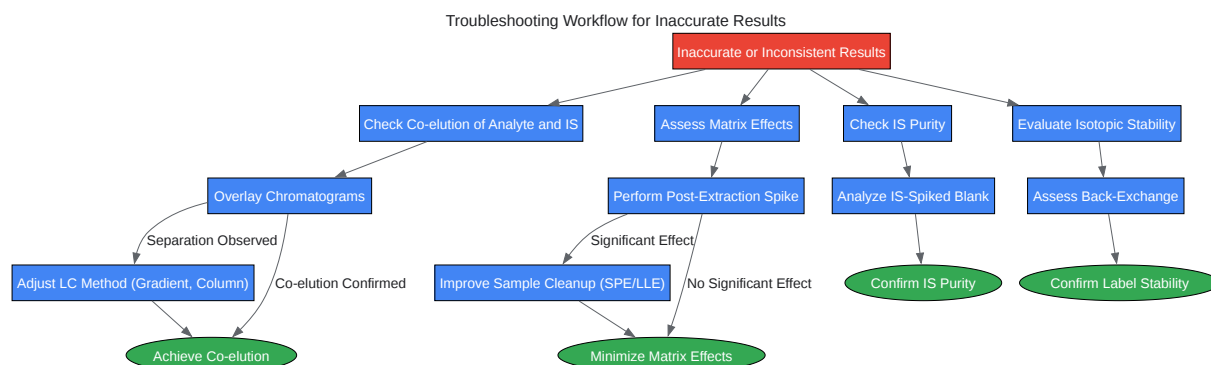 Troubleshooting Workflow for Inaccurate Results
Inaccurate or Inconsistent Results
Check Co-elution of Analyte and IS
Assess Matrix Effects
Check IS Purity
Evaluate Isotopic Stability
Overlay Chromatograms
Perform Post-Extraction Spike
Analyze IS-Spiked Blank
Assess Back-Exchange
Separation Observed
Significant Effect
Adjust LC Method (Gradient, Column)
Co-elution Confirmed
Improve Sample Cleanup (SPE/LLE)
No Significant Effect
Confirm IS Purity
Confirm Label Stability
Achieve Co-elution
Minimize Matrix Effects